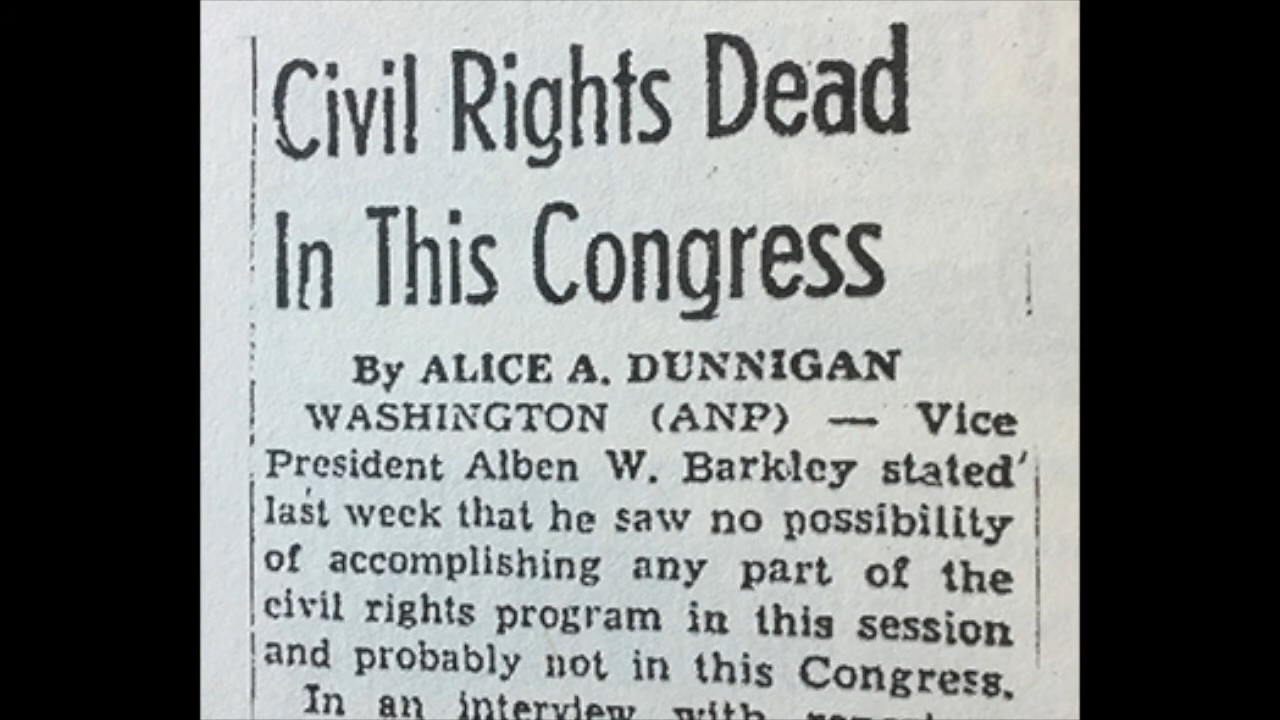 Civil Rights Dead
In This Congress
By ALICE A. DUNNIGAN
WASHINGTON (ANP) — Vice
President Alben W. Barkley stated
last week that he saw no possibility
of accomplishing any part of the
civil rights program in this session
and probably not in this Congress.
In an interview with